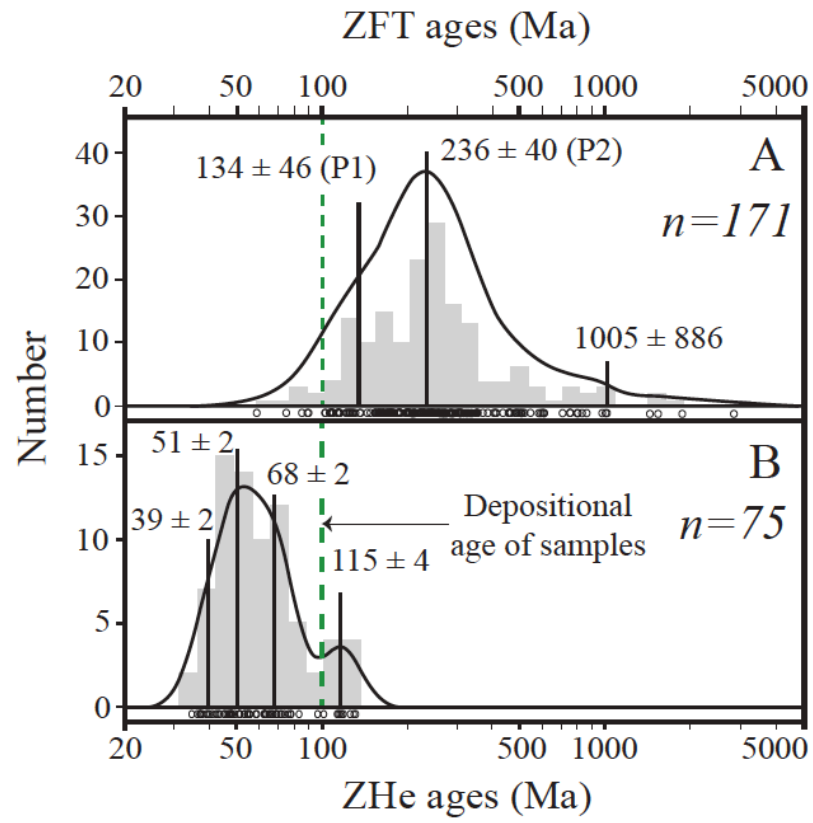 ZFT ages (Ma)
20 50 100 500 1000 5000
Number
40
30
20
10
0
134 ± 46 (P1)
236 ± 40 (P2)
1005 ± 886
A
n=171
15
10
5
0
51 ± 2
68 ± 2
39 ± 2
115 ± 4
Depositional
age of samples
B
n=75
20 50 100 500 1000 5000
ZHe ages (Ma)